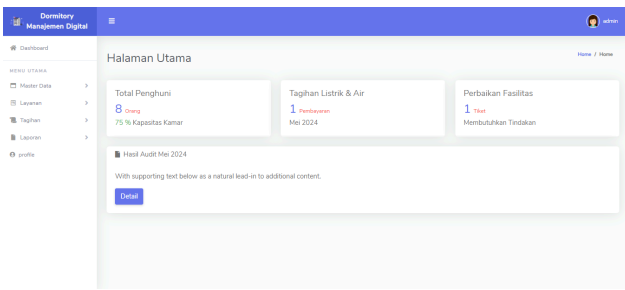 Dormitory
Manajemen Digital
admin
Dashboard
Halaman Utama
Home / Home
MENU UTAMA
Master Data
Layanan
Tagihan
Laporan
profile
Total Penghuni
8 Orang
75 % Kapasitas Kamar
Tagihan Listrik & Air
1 Pembayaran
Mei 2024
Perbaikan Fasilitas
1 Tiket
Membutuhkan Tindakan
Hasil Audit Mei 2024
With supporting text below as a natural lead-in to additional content.
Detail